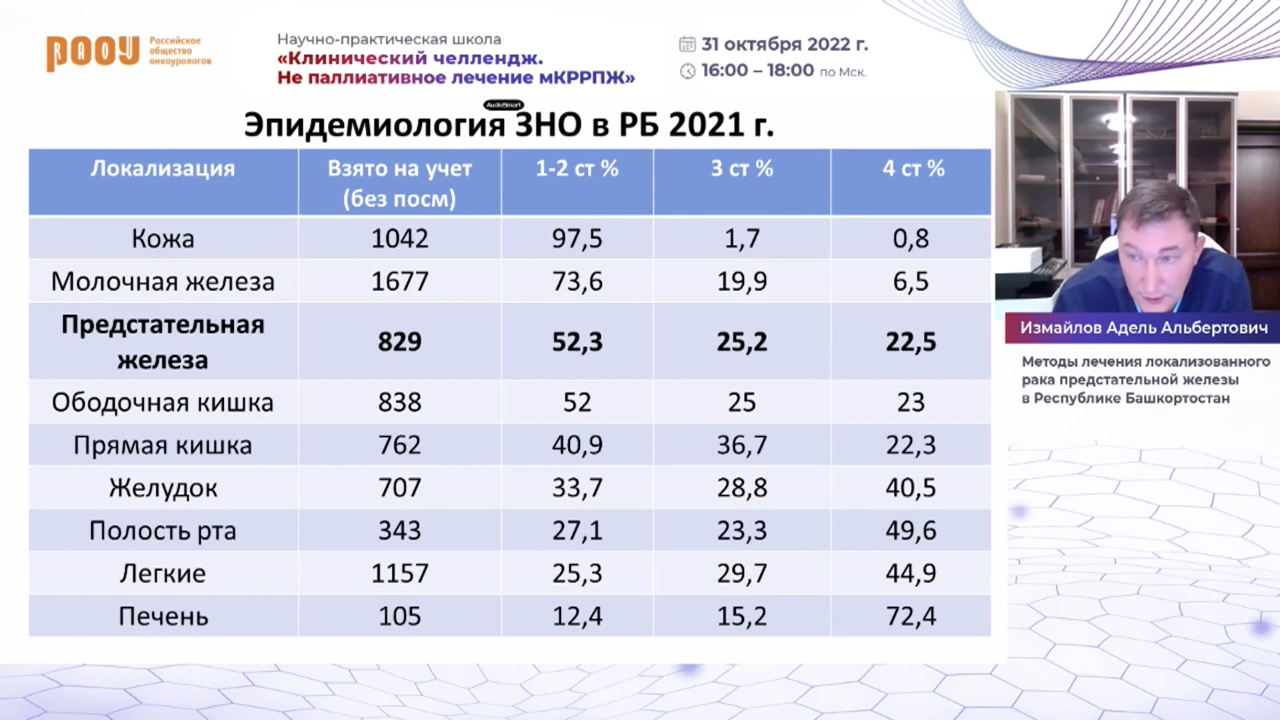 РАОУ
Российское
общество
онкоурологов
Научно-практическая школа
«Клинический челлендж.
Не паллиативное лечение мКРРПЖ»
31 октября 2022 г.
16:00 – 18:00 по Мск.
AudioSmart
Эпидемиология ЗНО в РБ 2021 г.
Локализация Взято на учет (без посм) 1-2 ст % 3 ст % 4 ст %
Кожа 1042 97,5 1,7 0,8
Молочная железа 1677 73,6 19,9 6,5
Предстательная железа 829 52,3 25,2 22,5
Ободочная кишка 838 52 25 23
Прямая кишка 762 40,9 36,7 22,3
Желудок 707 33,7 28,8 40,5
Полость рта 343 27,1 23,3 49,6
Легкие 1157 25,3 29,7 44,9
Печень 105 12,4 15,2 72,4
Измайлов Адель Альбертович
Методы лечения локализованного
рака предстательной железы
в Республике Башкортостан